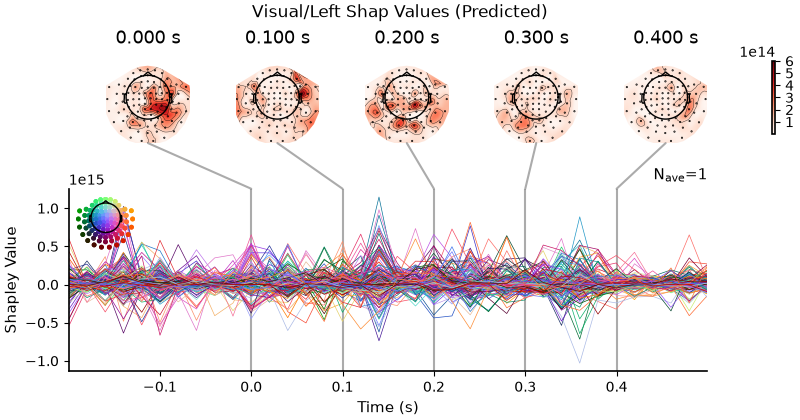 Visual/Left Shap Values (Predicted)
0.000 s 0.100 s 0.200 s 0.300 s 0.400 s
1e14
6
5
4
3
2
1
Nave=1
1e15
1.0
0.5
0.0
−0.5
−1.0
Shapley Value
−0.1 0.0 0.1 0.2 0.3 0.4
Time (s)